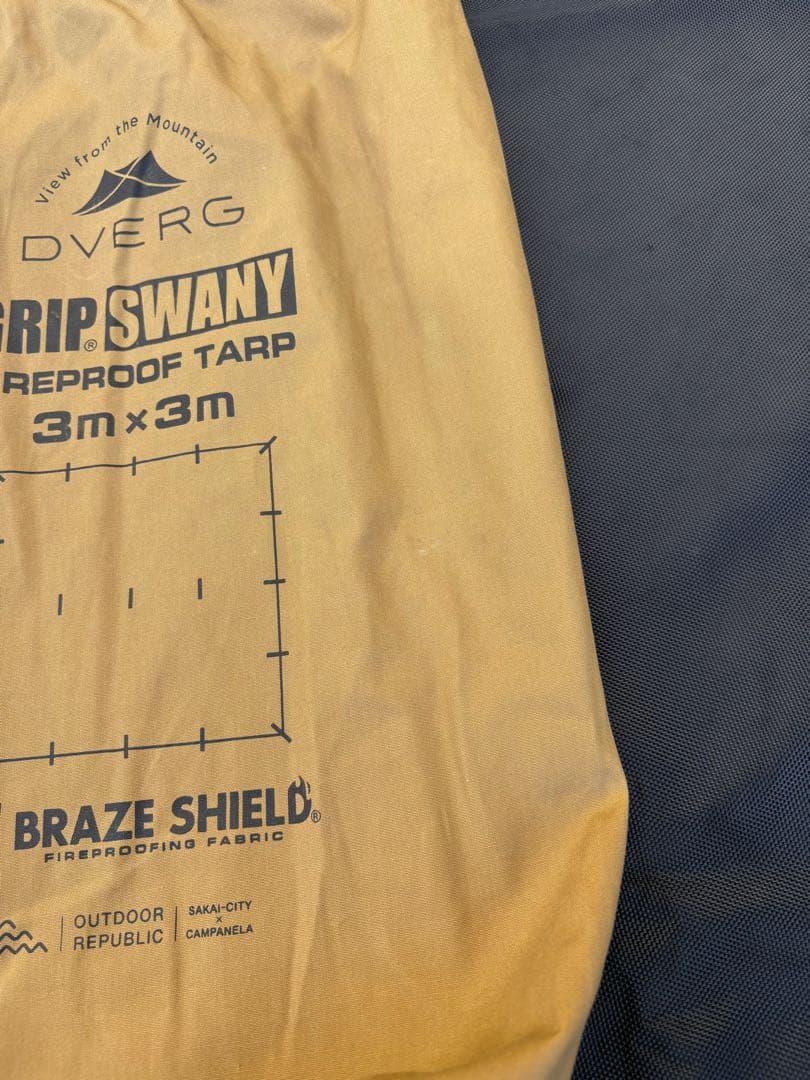 View from the Mountain
DVERG
GRIP® SWANY
REPROOF TARP
3m×3m
BRAZE SHIELD®
FIREPROOFING FABRIC
OUTDOOR
REPUBLIC
SAKAI-CITY
×
CAMPANELA